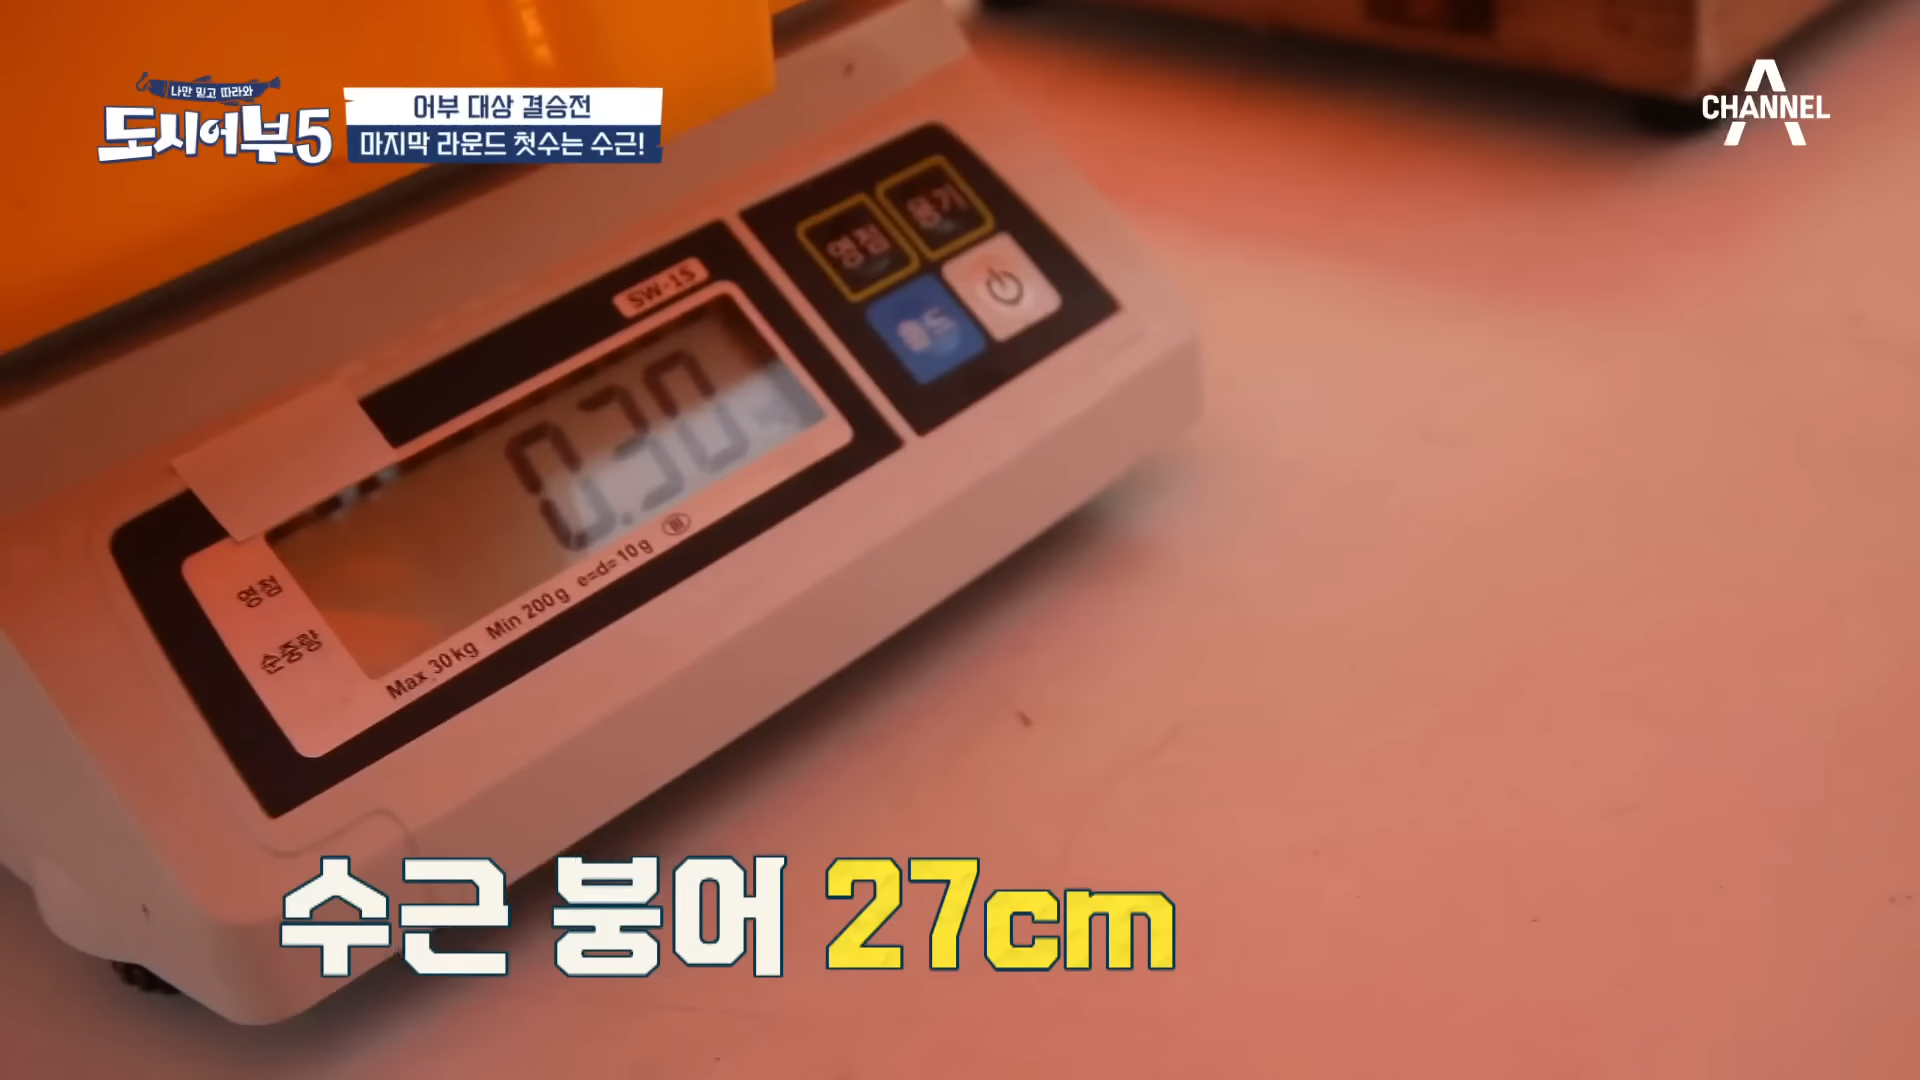 나만 믿고 따라와
도시어부5
어부 대상 결승전
마지막 라운드 첫수는 수근!
CHANNEL A
영점
용기
SW-1S
0.30
영점
순중량
Max 30kg Min 200g e=d=10g Ⅲ
수근 붕어 27cm